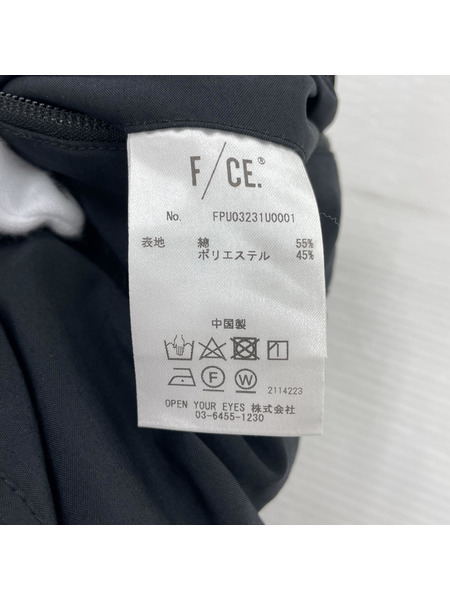 F/CE.®
No. FPU03231U0001
表地 綿 55%
ポリエステル 45%
中国製
F W 2114223
OPEN YOUR EYES 株式会社
03-6455-1230